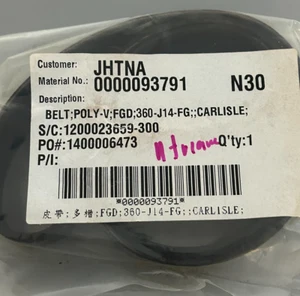 Customer: JHTNA
Material No.: 0000093791 N30
Description:
BELT;POLY-V;FGD;360-J14-FG;;CARLISLE;
S/C:1200023659-300
PO#:1400006473 Q'ty:1
P/I:
*0000093791*
皮帶;多槽;FGD;360-J14-FG;;CARLISLE;